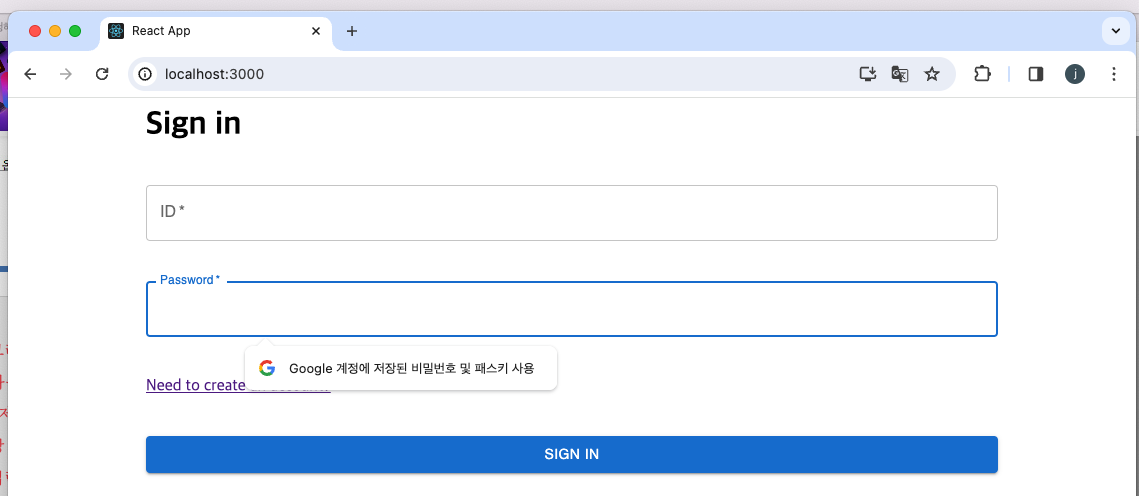 React App
localhost:3000
j
Sign in
ID *
Password *
Google 계정에 저장된 비밀번호 및 패스키 사용
Need to create
SIGN IN